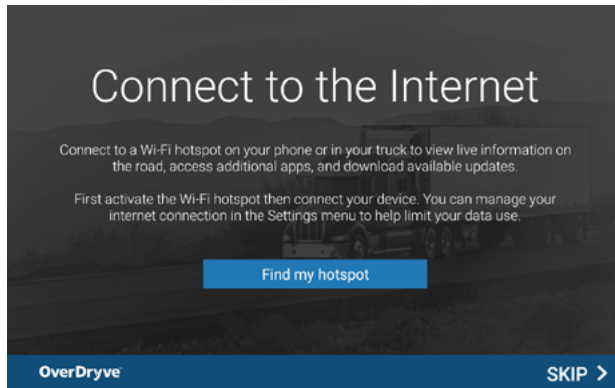 Connect to the Internet
Connect to a Wi-Fi hotspot on your phone or in your truck to view live information on
the road, access additional apps, and download available updates.
First activate the Wi-Fi hotspot then connect your device. You can manage your
internet connection in the Settings menu to help limit your data use.
Find my hotspot
OverDryve
SKIP >